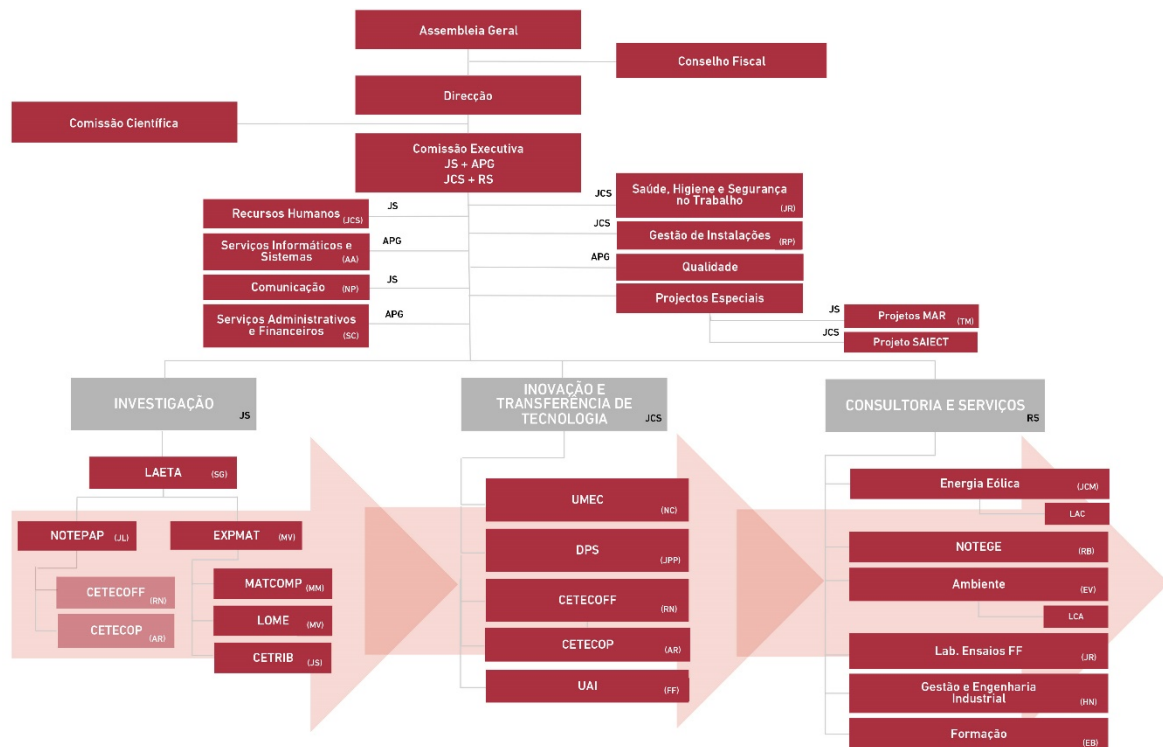 Assembleia Geral
Conselho Fiscal
Direcção
Comissão Científica
Comissão Executiva
JS + APG
JCS + RS
JS
Recursos Humanos
(JCS)
APG
Serviços Informáticos e
Sistemas
(AA)
JS
Comunicação
(NP)
APG
Serviços Administrativos
e Financeiros
(SC)
JCS
Saúde, Higiene e Segurança
no Trabalho
(JR)
JCS
Gestão de Instalações
(RP)
APG
Qualidade
Projectos Especiais
JS
Projetos MAR
(TM)
JCS
Projeto SAIECT
INVESTIGAÇÃO
JS
LAETA
(SG)
NOTEPAP
(JL)
CETECOFF
(RN)
CETECOP
(AR)
EXPMAT
(MV)
MATCOMP
(MM)
LOME
(MV)
CETRIB
(JS)
INOVAÇÃO E
TRANSFERÊNCIA DE
TECNOLOGIA
JCS
UMEC
(NC)
DPS
(JPP)
CETECOFF
(RN)
CETECOP
(AR)
UAI
(FF)
CONSULTORIA E SERVIÇOS
RS
Energia Eólica
(JCM)
LAC
NOTEGE
(RB)
Ambiente
(EV)
LCA
Lab. Ensaios FF
(JR)
Gestão e Engenharia
Industrial
(HN)
Formação
(EB)